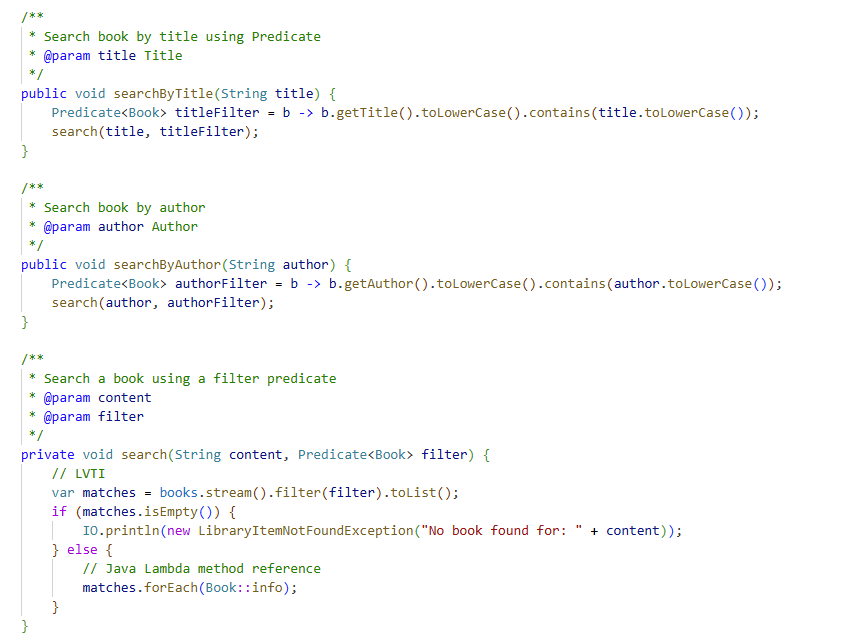 /**
 * Search book by title using Predicate
 * @param title Title
 */
public void searchByTitle(String title) {
    Predicate<Book> titleFilter = b -> b.getTitle().toLowerCase().contains(title.toLowerCase());
    search(title, titleFilter);
}

/**
 * Search book by author
 * @param author Author
 */
public void searchByAuthor(String author) {
    Predicate<Book> authorFilter = b -> b.getAuthor().toLowerCase().contains(author.toLowerCase());
    search(author, authorFilter);
}

/**
 * Search a book using a filter predicate
 * @param content
 * @param filter
 */
private void search(String content, Predicate<Book> filter) {
    // LVTI
    var matches = books.stream().filter(filter).toList();
    if (matches.isEmpty()) {
        IO.println(new LibraryItemNotFoundException("No book found for: " + content));
    } else {
        // Java Lambda method reference
        matches.forEach(Book::info);
    }
}